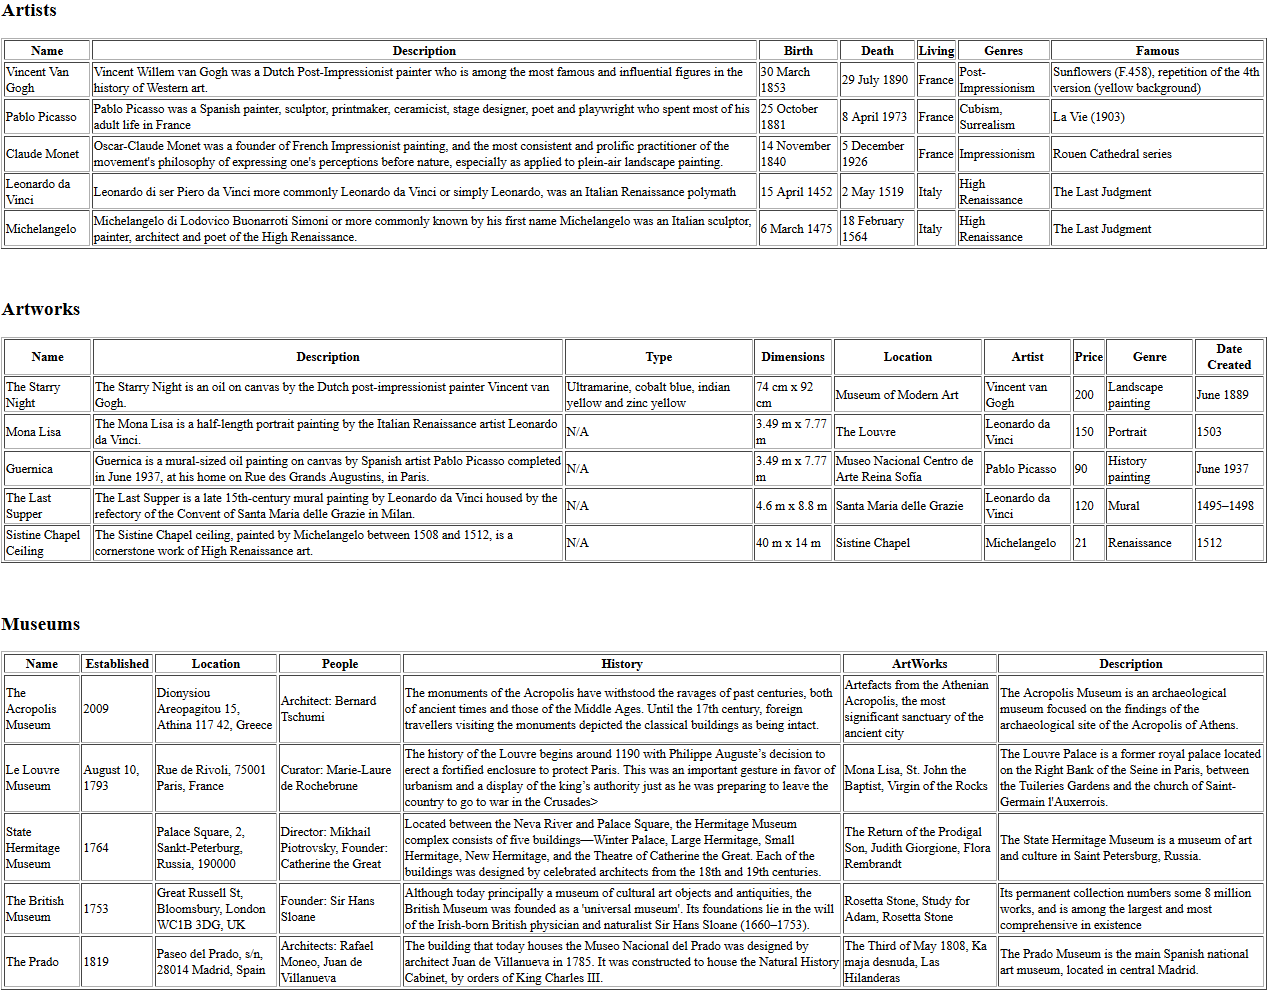 Artists
Name Description Birth Death Living Genres Famous
Vincent Van Gogh Vincent Willem van Gogh was a Dutch Post-Impressionist painter who is among the most famous and influential figures in the history of Western art. 30 March 1853 29 July 1890 France Post-Impressionism Sunflowers (F.458), repetition of the 4th version (yellow background)
Pablo Picasso Pablo Picasso was a Spanish painter, sculptor, printmaker, ceramicist, stage designer, poet and playwright who spent most of his adult life in France 25 October 1881 8 April 1973 France Cubism, Surrealism La Vie (1903)
Claude Monet Oscar-Claude Monet was a founder of French Impressionist painting, and the most consistent and prolific practitioner of the movement's philosophy of expressing one's perceptions before nature, especially as applied to plein-air landscape painting. 14 November 1840 5 December 1926 France Impressionism Rouen Cathedral series
Leonardo da Vinci Leonardo di ser Piero da Vinci more commonly Leonardo da Vinci or simply Leonardo, was an Italian Renaissance polymath 15 April 1452 2 May 1519 Italy High Renaissance The Last Judgment
Michelangelo Michelangelo di Lodovico Buonarroti Simoni or more commonly known by his first name Michelangelo was an Italian sculptor, painter, architect and poet of the High Renaissance. 6 March 1475 18 February 1564 Italy High Renaissance The Last Judgment
Artworks
Name Description Type Dimensions Location Artist Price Genre Date Created
The Starry Night The Starry Night is an oil on canvas by the Dutch post-impressionist painter Vincent van Gogh. Ultramarine, cobalt blue, indian yellow and zinc yellow 74 cm x 92 cm Museum of Modern Art Vincent van Gogh 200 Landscape painting June 1889
Mona Lisa The Mona Lisa is a half-length portrait painting by the Italian Renaissance artist Leonardo da Vinci. N/A 3.49 m x 7.77 m The Louvre Leonardo da Vinci 150 Portrait 1503
Guernica Guernica is a mural-sized oil painting on canvas by Spanish artist Pablo Picasso completed in June 1937, at his home on Rue des Grands Augustins, in Paris. N/A 3.49 m x 7.77 m Museo Nacional Centro de Arte Reina Sofía Pablo Picasso 90 History painting June 1937
The Last Supper The Last Supper is a late 15th-century mural painting by Leonardo da Vinci housed by the refectory of the Convent of Santa Maria delle Grazie in Milan. N/A 4.6 m x 8.8 m Santa Maria delle Grazie Leonardo da Vinci 120 Mural 1495–1498
Sistine Chapel Ceiling The Sistine Chapel ceiling, painted by Michelangelo between 1508 and 1512, is a cornerstone work of High Renaissance art. N/A 40 m x 14 m Sistine Chapel Michelangelo 21 Renaissance 1512
Museums
Name Established Location People History ArtWorks Description
The Acropolis Museum 2009 Dionysiou Areopagitou 15, Athina 117 42, Greece Architect: Bernard Tschumi The monuments of the Acropolis have withstood the ravages of past centuries, both of ancient times and those of the Middle Ages. Until the 17th century, foreign travellers visiting the monuments depicted the classical buildings as being intact. Artefacts from the Athenian Acropolis, the most significant sanctuary of the ancient city The Acropolis Museum is an archaeological museum focused on the findings of the archaeological site of the Acropolis of Athens.
Le Louvre Museum August 10, 1793 Rue de Rivoli, 75001 Paris, France Curator: Marie-Laure de Rochebrune The history of the Louvre begins around 1190 with Philippe Auguste’s decision to erect a fortified enclosure to protect Paris. This was an important gesture in favor of urbanism and a display of the king’s authority just as he was preparing to leave the country to go to war in the Crusades> Mona Lisa, St. John the Baptist, Virgin of the Rocks The Louvre Palace is a former royal palace located on the Right Bank of the Seine in Paris, between the Tuileries Gardens and the church of Saint-Germain l'Auxerrois.
State Hermitage Museum 1764 Palace Square, 2, Sankt-Peterburg, Russia, 190000 Director: Mikhail Piotrovsky, Founder: Catherine the Great Located between the Neva River and Palace Square, the Hermitage Museum complex consists of five buildings—Winter Palace, Large Hermitage, Small Hermitage, New Hermitage, and the Theatre of Catherine the Great. Each of the buildings was designed by celebrated architects from the 18th and 19th centuries. The Return of the Prodigal Son, Judith Giorgione, Flora Rembrandt The State Hermitage Museum is a museum of art and culture in Saint Petersburg, Russia.
The British Museum 1753 Great Russell St, Bloomsbury, London WC1B 3DG, UK Founder: Sir Hans Sloane Although today principally a museum of cultural art objects and antiquities, the British Museum was founded as a 'universal museum'. Its foundations lie in the will of the Irish-born British physician and naturalist Sir Hans Sloane (1660–1753). Rosetta Stone, Study for Adam, Rosetta Stone Its permanent collection numbers some 8 million works, and is among the largest and most comprehensive in existence
The Prado 1819 Paseo del Prado, s/n, 28014 Madrid, Spain Architects: Rafael Moneo, Juan de Villanueva The building that today houses the Museo Nacional del Prado was designed by architect Juan de Villanueva in 1785. It was constructed to house the Natural History Cabinet, by orders of King Charles III. The Third of May 1808, Ka maja desnuda, Las Hilanderas The Prado Museum is the main Spanish national art museum, located in central Madrid.